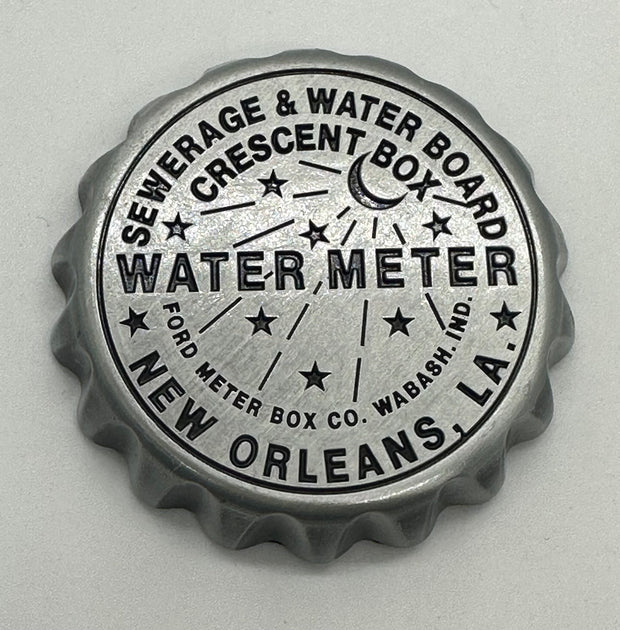 SEWERAGE & WATER BOARD
CRESCENT BOX
WATER METER
FORD METER BOX CO. WABASH. IND.
NEW ORLEANS, LA.